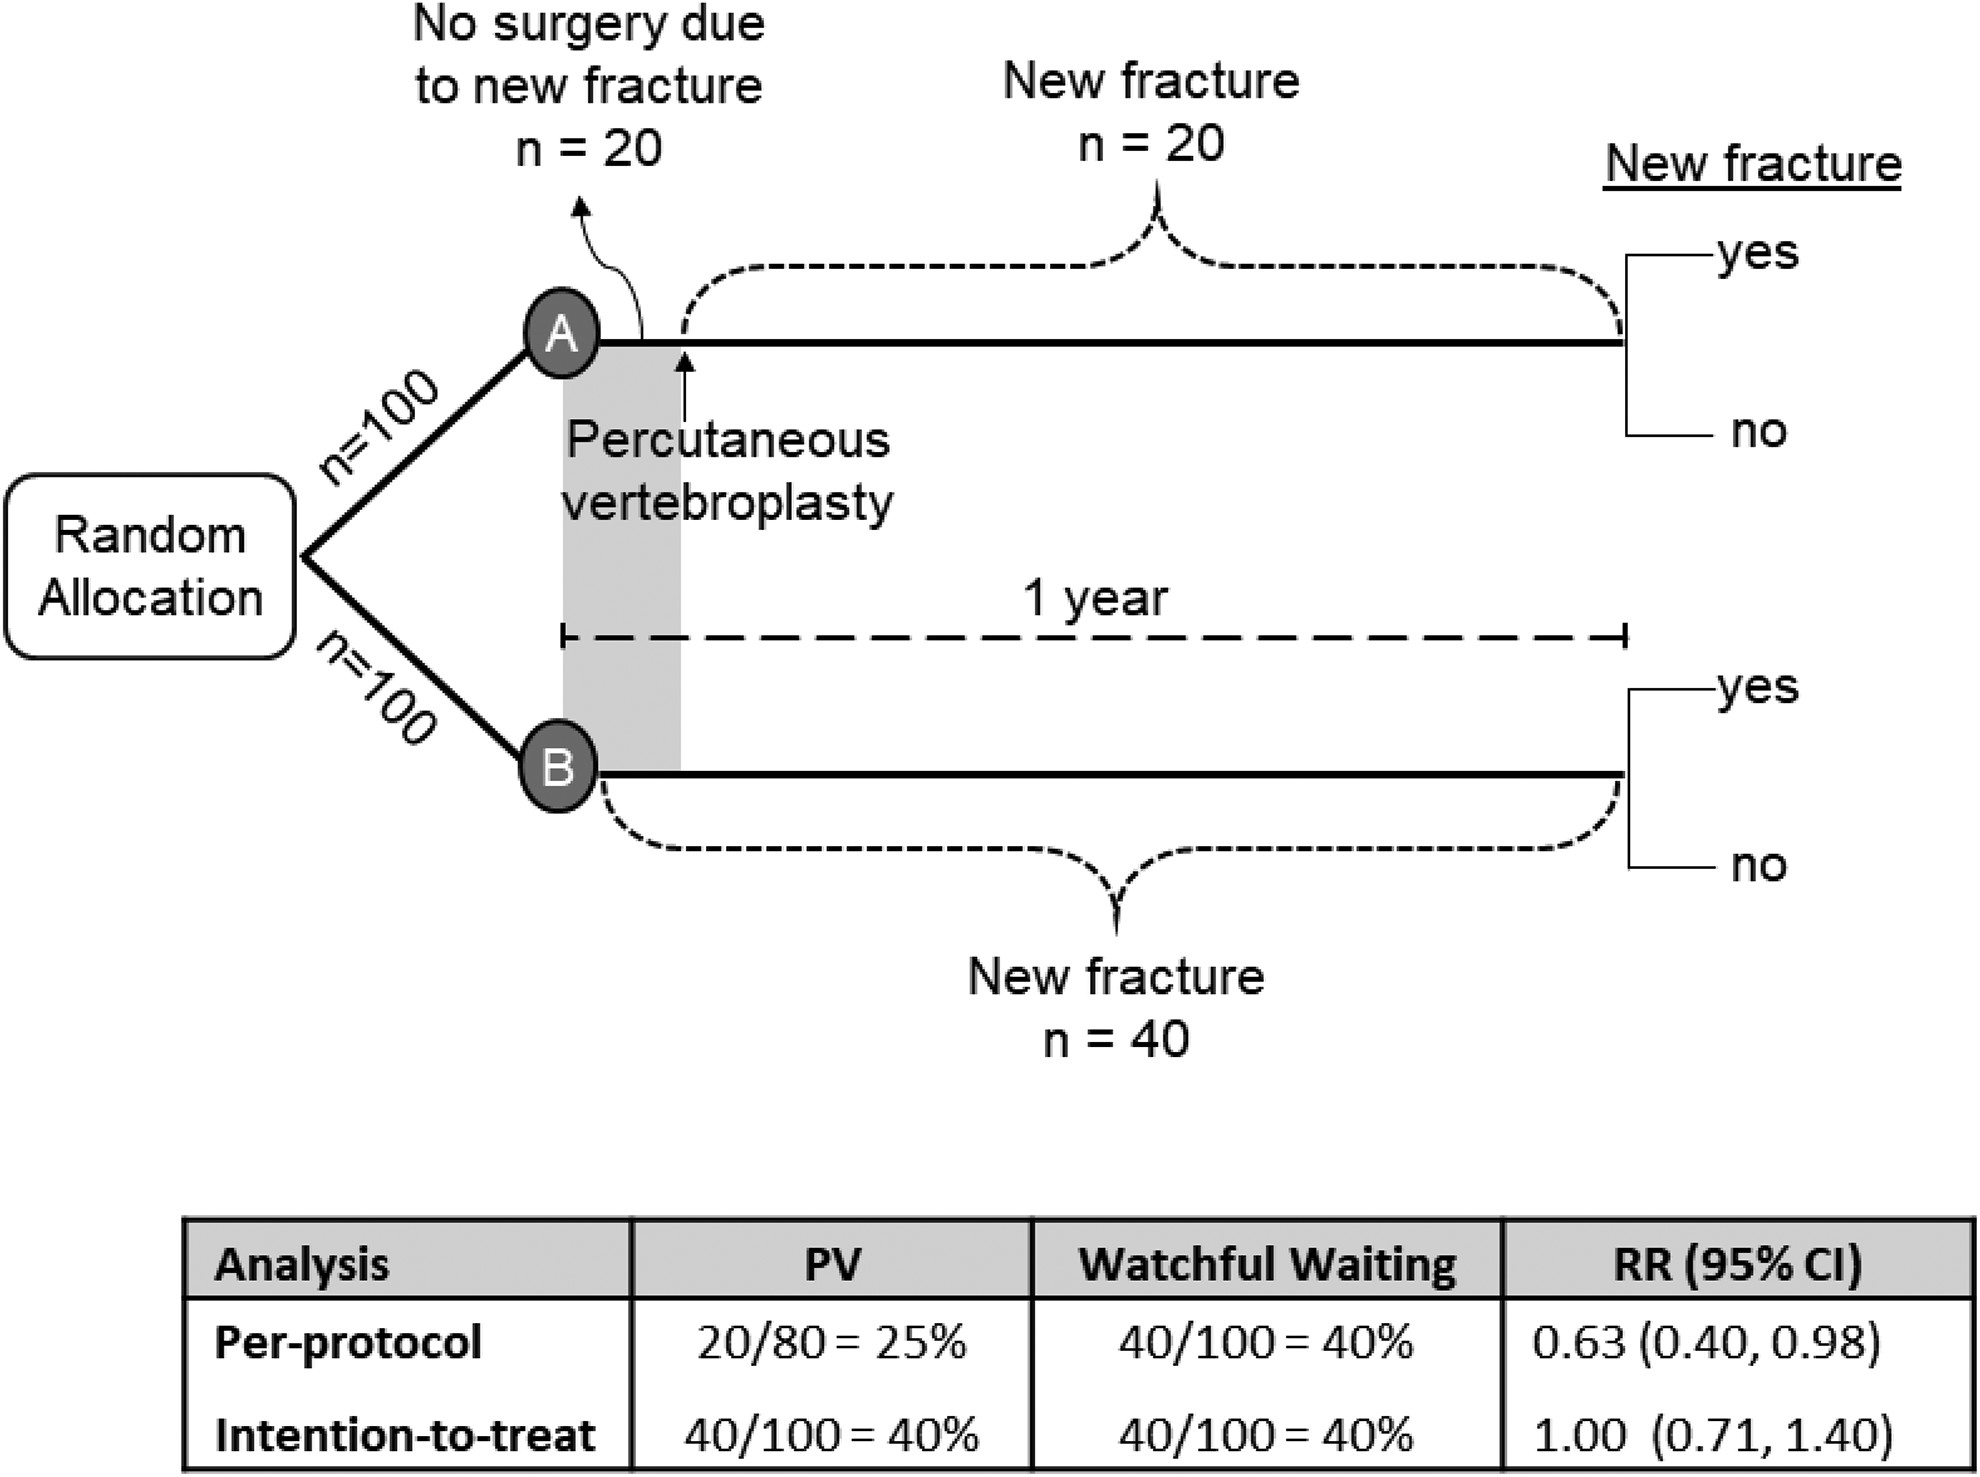 No surgery due
to new fracture
n = 20
New fracture
n = 20
New fracture
yes
no
A
n=100
Percutaneous
vertebroplasty
Random
Allocation
1 year
n=100
B
yes
no
New fracture
n = 40
Analysis PV Watchful Waiting RR (95% CI)
Per-protocol 20/80 = 25% 40/100 = 40% 0.63 (0.40, 0.98)
Intention-to-treat 40/100 = 40% 40/100 = 40% 1.00 (0.71, 1.40)